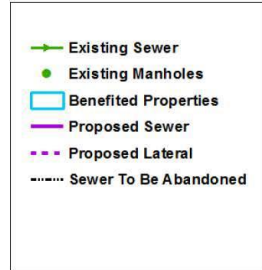 Existing Sewer
Existing Manholes
Benefited Properties
Proposed Sewer
Proposed Lateral
Sewer To Be Abandoned